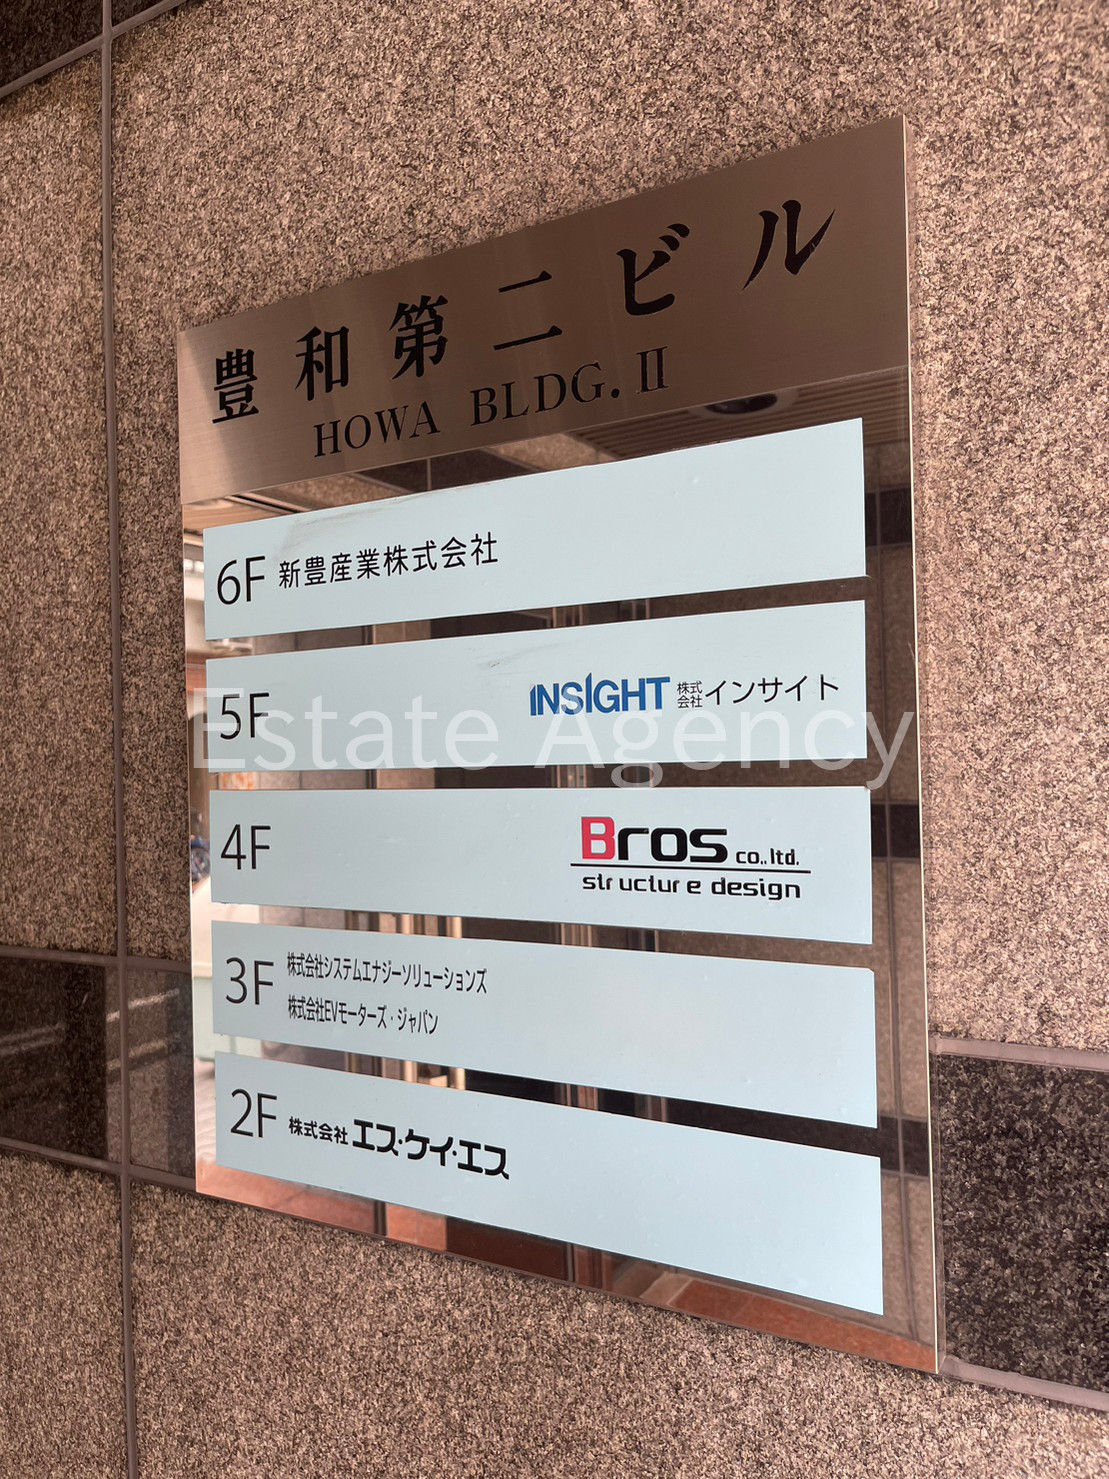 豊和第二ビル
HOWA BLDG. II
6F 新豊産業株式会社
5F INSIGHT 株式会社インサイト
Estate Agency
4F Bros co.,ltd.
structure design
3F 株式会社システムエナジーソリューションズ
株式会社EVモーターズ・ジャパン
2F 株式会社エス・ケイ・エス